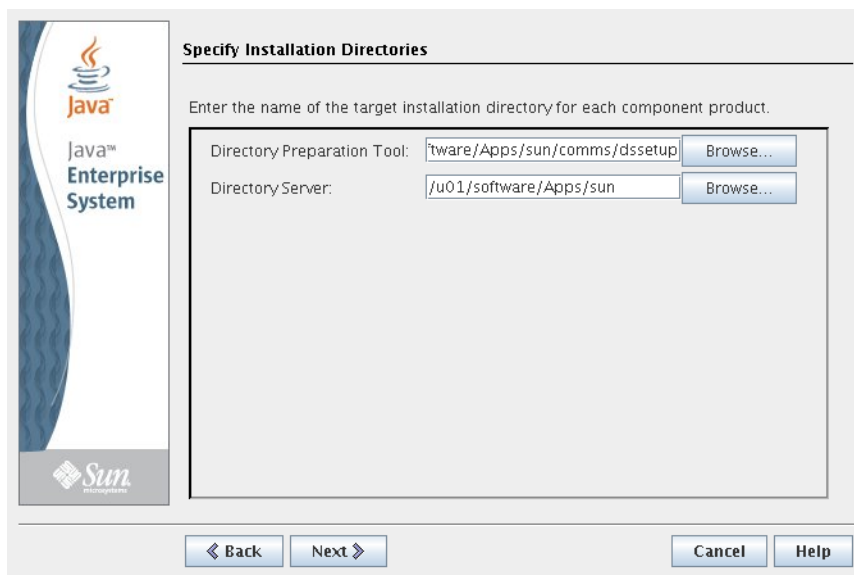 Specify Installation Directories
Java
Java™
Enterprise
System
Enter the name of the target installation directory for each component product.
Directory Preparation Tool: tware/Apps/sun/comms/dssetup Browse...
Directory Server: /u01/software/Apps/sun Browse...
Sun
microsystems
Back Next Cancel Help